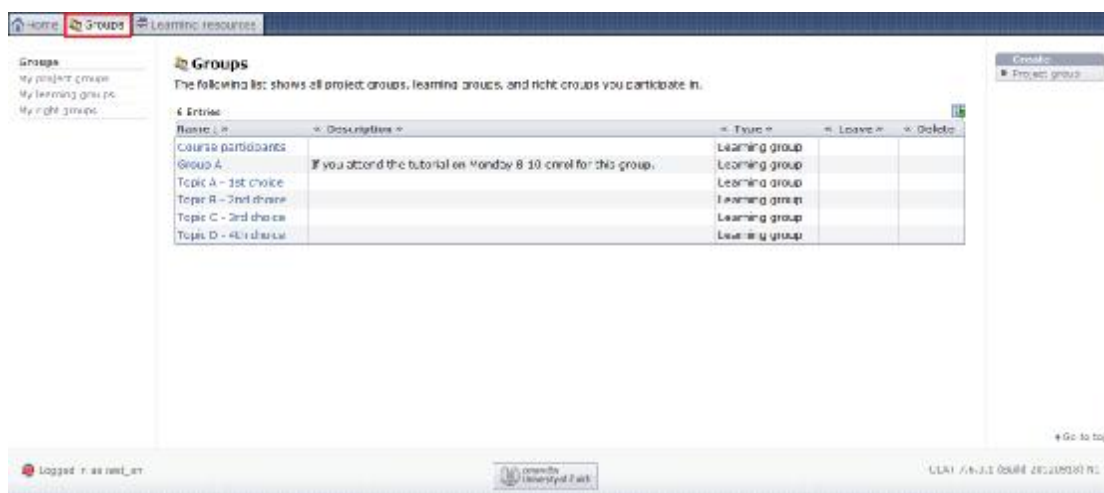 Home Groups Learning resources
Groups
My project groups
My learning groups
My right groups
Groups
The following list shows all project groups, learning groups, and right groups you participate in.
6 Entries
Name Description Type Leave Delete
Course participants Learning group
Group A If you attend the tutorial on Monday 8-10 enrol for this group. Learning group
Topic A - 1st choice Learning group
Topic B - 2nd choice Learning group
Topic C - 3rd choice Learning group
Topic D - 4th choice Learning group
Create
Project group
Go to top
Logged in as
University of Zurich